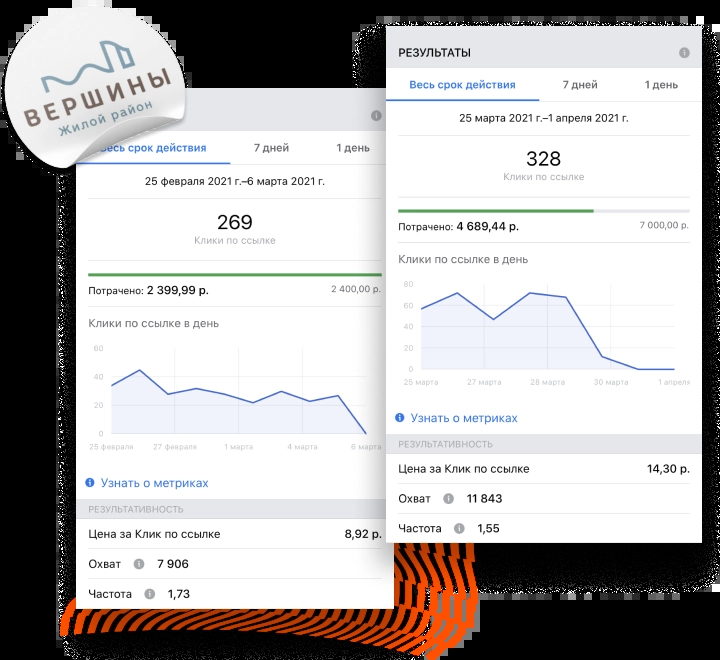 ВЕРШИНЫ
Жилой район
Весь срок действия
7 дней
1 день
25 февраля 2021 г.–6 марта 2021 г.
269
Клики по ссылке
Потрачено: 2 399,99 р.
2 400,00 р.
Клики по ссылке в день
60
40
20
0
25 февраля
27 февраля
1 марта
4 марта
6 марта
Узнать о метриках
РЕЗУЛЬТАТИВНОСТЬ
Цена за Клик по ссылке
8,92 р.
Охват
7 906
Частота
1,73
РЕЗУЛЬТАТЫ
Весь срок действия
7 дней
1 день
25 марта 2021 г.–1 апреля 2021 г.
328
Клики по ссылке
Потрачено: 4 689,44 р.
7 000,00 р.
Клики по ссылке в день
80
60
40
20
0
25 марта
27 марта
28 марта
30 марта
1 апреля
Узнать о метриках
РЕЗУЛЬТАТИВНОСТЬ
Цена за Клик по ссылке
14,30 р.
Охват
11 843
Частота
1,55